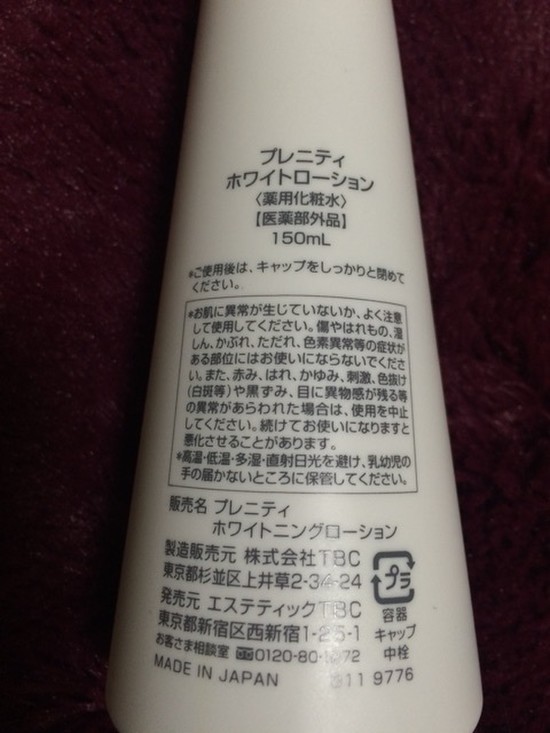 プレニティ
ホワイトローション
〈薬用化粧水〉
【医薬部外品】
150mL
*ご使用後は、キャップをしっかりと閉めて
ください。
*お肌に異常が生じていないか、よく注意
して使用してください。傷やはれもの、湿
しん、かぶれ、ただれ、色素異常等の症状が
ある部位にはお使いにならないでくださ
い。また、赤み、はれ、かゆみ、刺激、色抜け
(白斑等)や黒ずみ、目に異物感が残る等
の異常があらわれた場合は、使用を中止
してください。続けてお使いになりますと
悪化させることがあります。
*高温・低温・多湿・直射日光を避け、乳幼児の
手の届かないところに保管してください。
販売名 プレニティ
ホワイトニングローション
製造販売元 株式会社TBC
東京都杉並区上井草2-34-24
発売元 エステティックTBC
東京都新宿区西新宿1-25-1
お客さま相談室
MADE IN JAPAN
プラ
容器
キャップ
中栓
9776